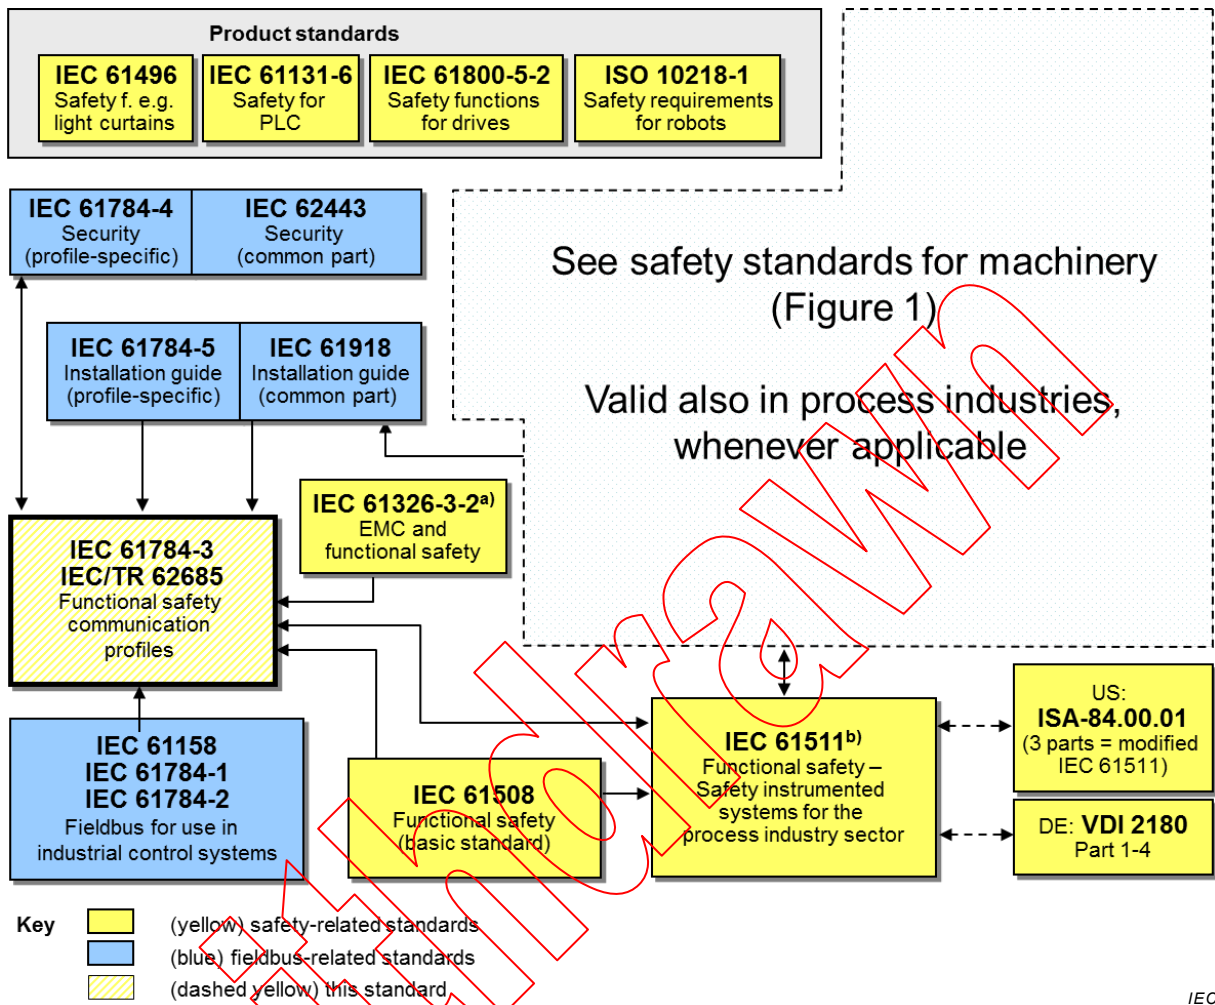 Product standards
IEC 61496
Safety f. e.g.
light curtains
IEC 61131-6
Safety for
PLC
IEC 61800-5-2
Safety functions
for drives
ISO 10218-1
Safety requirements
for robots
IEC 61784-4
Security
(profile-specific)
IEC 62443
Security
(common part)
See safety standards for machinery
(Figure 1)
Valid also in process industries,
whenever applicable
IEC 61784-5
Installation guide
(profile-specific)
IEC 61918
Installation guide
(common part)
IEC 61326-3-2a)
EMC and
functional safety
IEC 61784-3
IEC/TR 62685
Functional safety
communication
profiles
IEC 61158
IEC 61784-1
IEC 61784-2
Fieldbus for use in
industrial control systems
IEC 61508
Functional safety
(basic standard)
IEC 61511b)
Functional safety –
Safety instrumented
systems for the
process industry sector
US:
ISA-84.00.01
(3 parts = modified
IEC 61511)
DE: VDI 2180
Part 1-4
Key
(yellow) safety-related standards
(blue) fieldbus-related standards
(dashed yellow) this standard
IEC